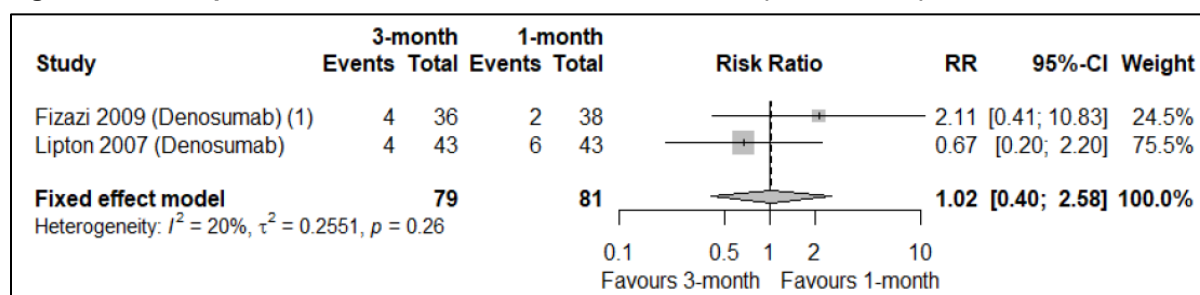 3-month 1-month
Study Events Total Events Total Risk Ratio RR 95%-CI Weight
Fizazi 2009 (Denosumab) (1) 4 36 2 38 2.11 [0.41; 10.83] 24.5%
Lipton 2007 (Denosumab) 4 43 6 43 0.67 [0.20; 2.20] 75.5%
Fixed effect model 79 81 1.02 [0.40; 2.58] 100.0%
Heterogeneity: I² = 20%, τ² = 0.2551, p = 0.26
0.1 0.5 1 2 10
Favours 3-month Favours 1-month